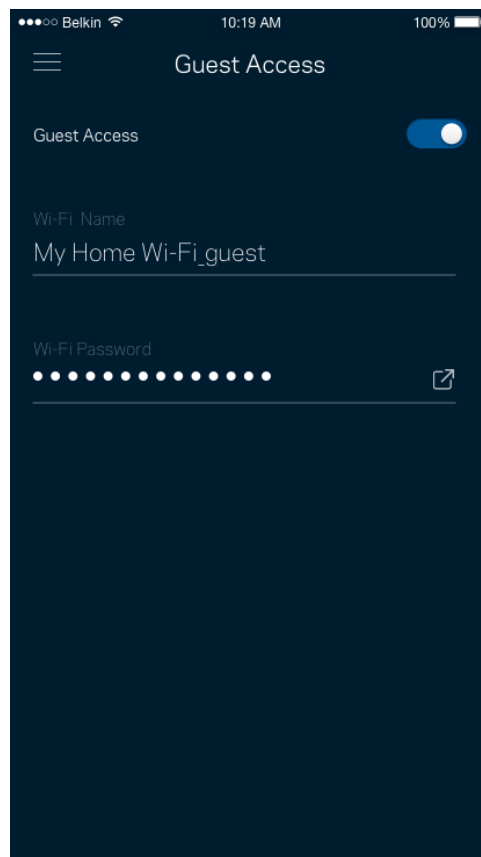 ●●●○○ Belkin 10:19 AM 100%
Guest Access
Guest Access
Wi-Fi Name
My Home Wi-Fi_guest
Wi-Fi Password
●●●●●●●●●●●●●●